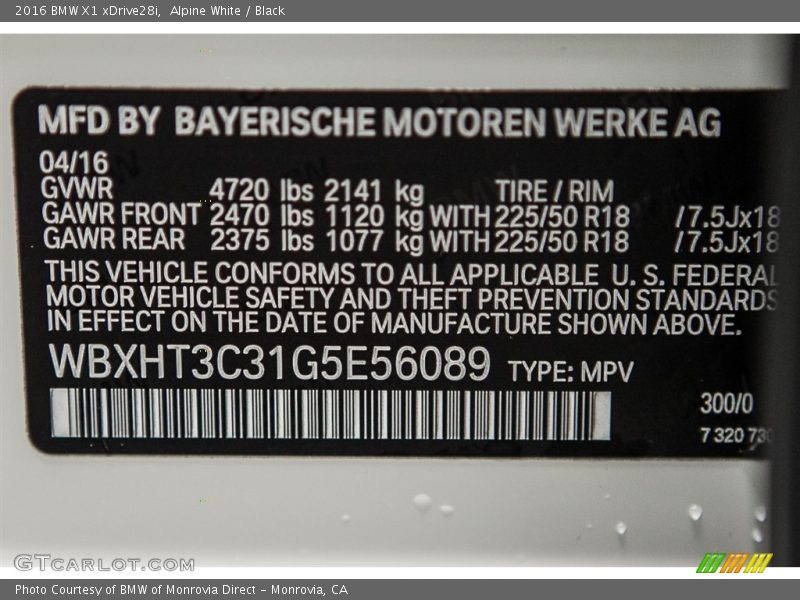 2016 BMW X1 xDrive28i,  Alpine White / Black
MFD BY BAYERISCHE MOTOREN WERKE AG
04/16
GVWR 4720 lbs 2141 kg TIRE / RIM
GAWR FRONT 2470 lbs 1120 kg WITH 225/50 R18 /7.5Jx18
GAWR REAR 2375 lbs 1077 kg WITH 225/50 R18 /7.5Jx18
THIS VEHICLE CONFORMS TO ALL APPLICABLE U. S. FEDERAL
MOTOR VEHICLE SAFETY AND THEFT PREVENTION STANDARDS
IN EFFECT ON THE DATE OF MANUFACTURE SHOWN ABOVE.
WBXHT3C31G5E56089 TYPE: MPV
300/0
7 320 730
GTCARLOT.COM
Photo Courtesy of BMW of Monrovia Direct – Monrovia, CA